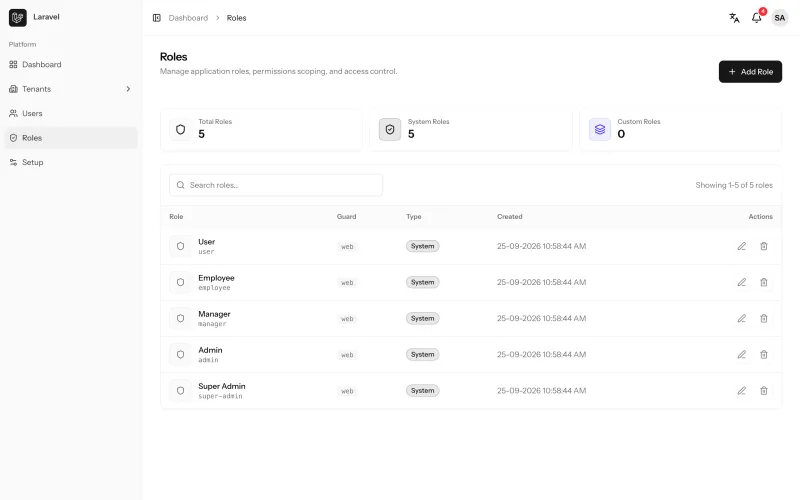 Laravel
Dashboard
Roles
4
SA
Platform
Dashboard
Tenants
Users
Roles
Setup
Roles
Manage application roles, permissions scoping, and access control.
Add Role
Total Roles
5
System Roles
5
Custom Roles
0
Search roles...
Showing 1-5 of 5 roles
Role Guard Type Created Actions
User
user
web System 25-09-2026 10:58:44 AM
Employee
employee
web System 25-09-2026 10:58:44 AM
Manager
manager
web System 25-09-2026 10:58:44 AM
Admin
admin
web System 25-09-2026 10:58:44 AM
Super Admin
super-admin
web System 25-09-2026 10:58:44 AM